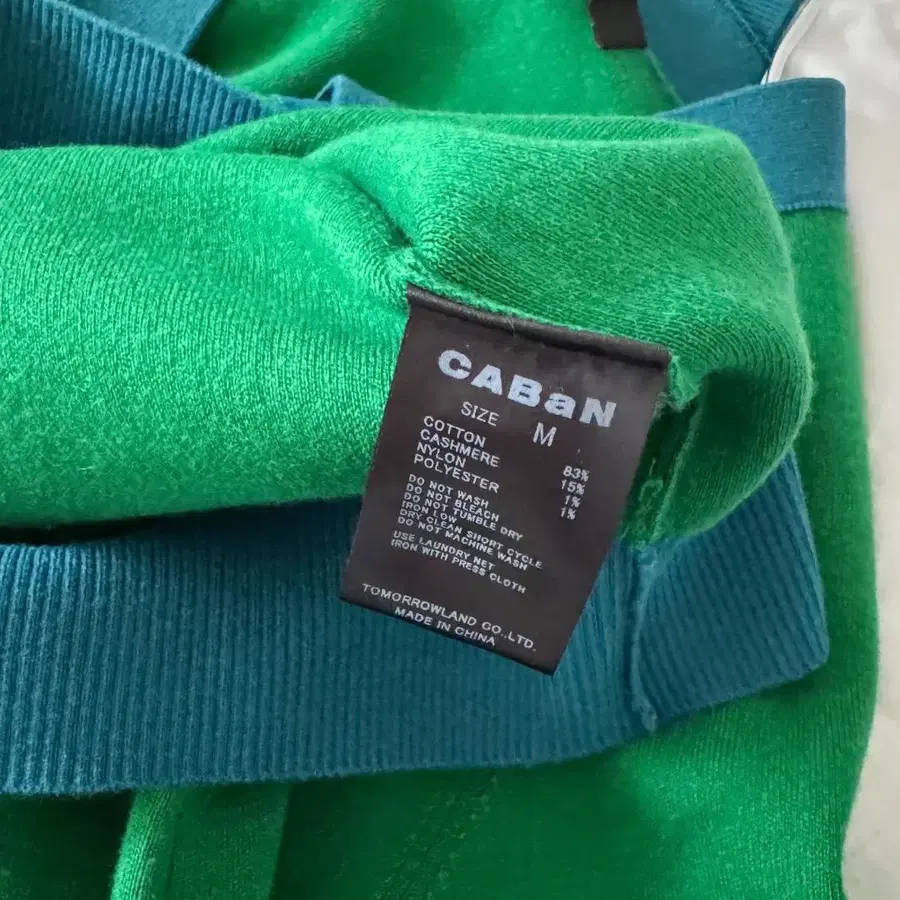 CABaN
SIZE M
COTTON 83%
CASHMERE 15%
NYLON 1%
POLYESTER 1%
DO NOT WASH
DO NOT BLEACH
DO NOT TUMBLE DRY
IRON LOW
DRY CLEAN SHORT CYCLE
DO NOT MACHINE WASH
USE LAUNDRY NET
IRON WITH PRESS CLOTH
TOMORROWLAND CO.,LTD.
MADE IN CHINA